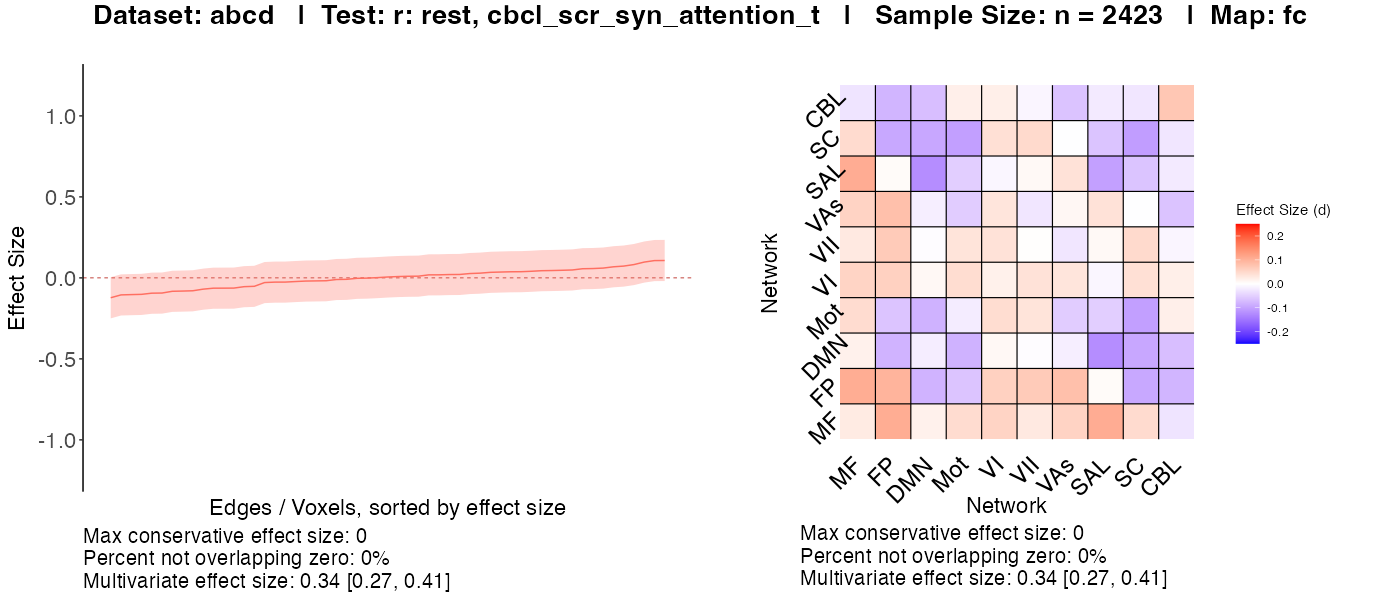 Dataset: abcd | Test: r: rest, cbcl_scr_syn_attention_t | Sample Size: n = 2423 | Map: fc
Effect Size
1.0
0.5
0.0
-0.5
-1.0
Edges / Voxels, sorted by effect size
Max conservative effect size: 0
Percent not overlapping zero: 0%
Multivariate effect size: 0.34 [0.27, 0.41]
Network
CBL
SC
SAL
VAs
VII
VI
Mot
DMN
FP
MF
MF
FP
DMN
Mot
VI
VII
VAs
SAL
SC
CBL
Network
Max conservative effect size: 0
Percent not overlapping zero: 0%
Multivariate effect size: 0.34 [0.27, 0.41]
Effect Size (d)
0.2
0.1
0.0
-0.1
-0.2